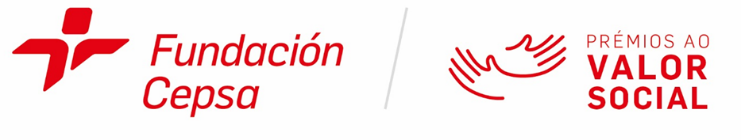 Fundación
Cepsa
PRÉMIOS AO
VALOR
SOCIAL